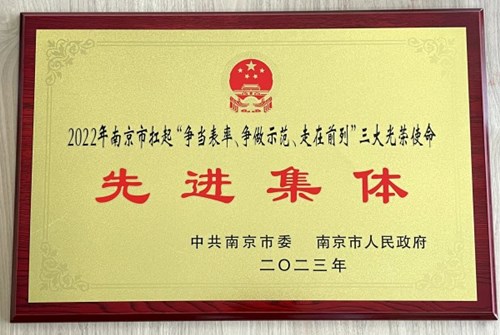 2022年南京市扛起“争当表率、争做示范、走在前列”三大光荣使命
先进集体
中共南京市委 南京市人民政府
二〇二三年